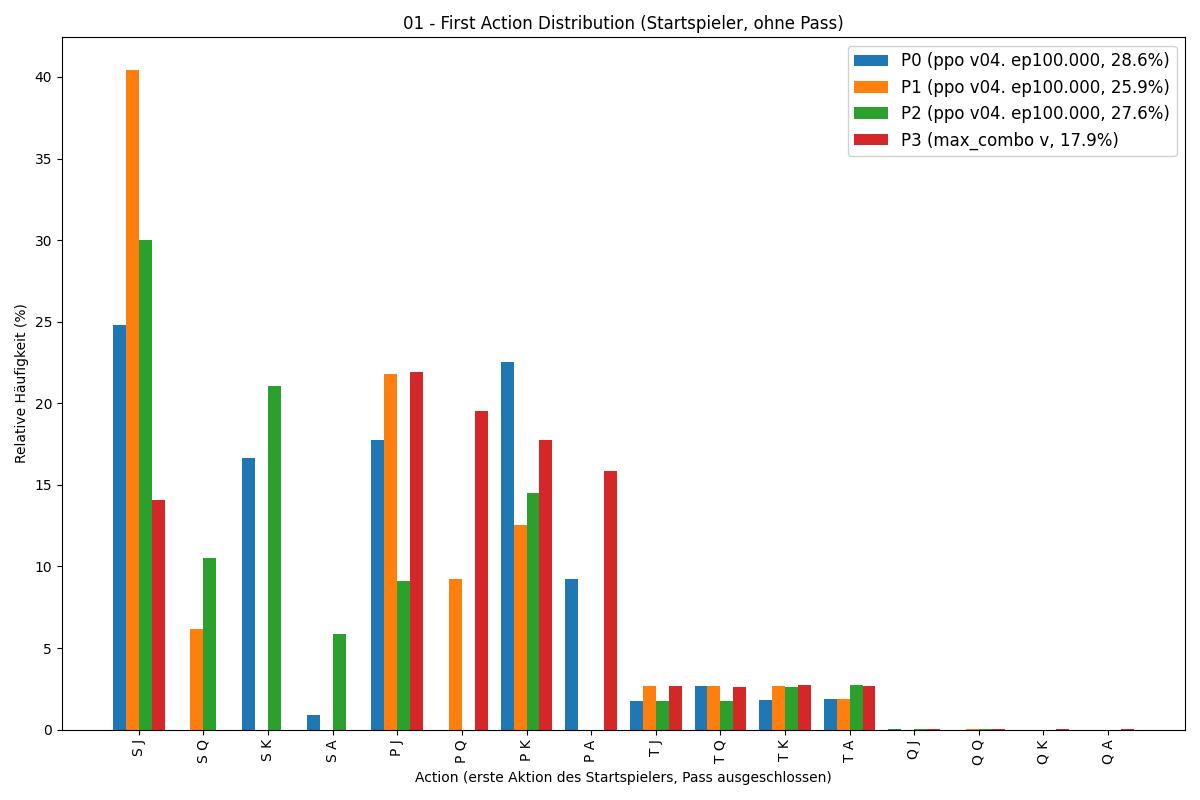 01 - First Action Distribution (Startspieler, ohne Pass)
P0 (ppo v04. ep100.000, 28.6%)
P1 (ppo v04. ep100.000, 25.9%)
P2 (ppo v04. ep100.000, 27.6%)
P3 (max_combo v, 17.9%)
Relative Häufigkeit (%)
40
35
30
25
20
15
10
5
0
S J
S Q
S K
S A
P J
P Q
P K
P A
T J
T Q
T K
T A
Q J
Q Q
Q K
Q A
Action (erste Aktion des Startspielers, Pass ausgeschlossen)